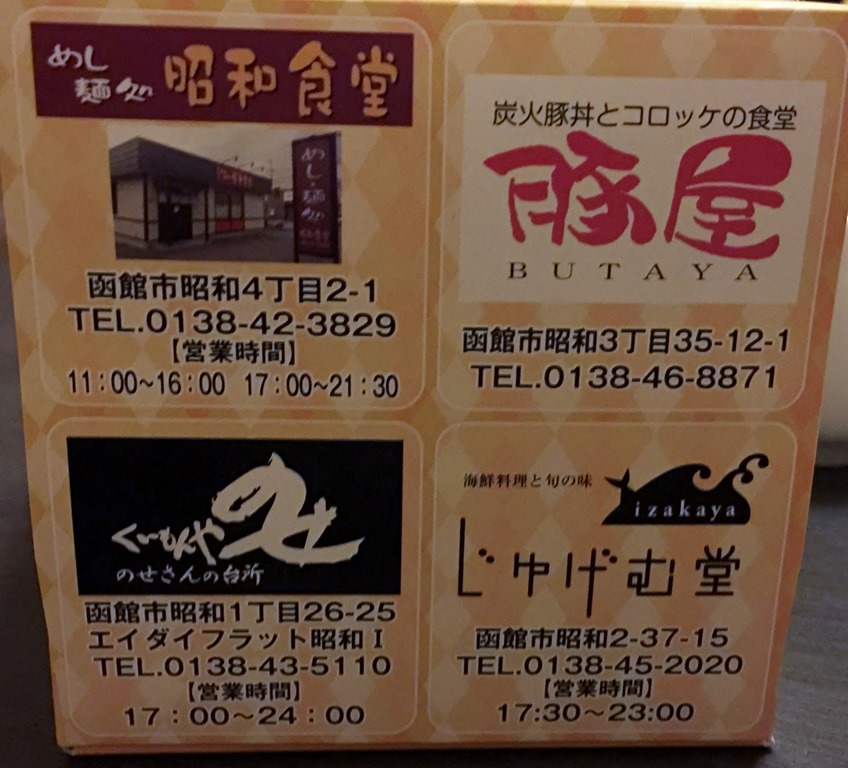 めし
麺処
昭和食堂
めし・麺処
昭和食堂
函館市昭和4丁目2-1
TEL.0138-42-3829
【営業時間】
11:00~16:00 17:00~21:30
炭火豚丼とコロッケの食堂
豚屋
BUTAYA
函館市昭和3丁目35-12-1
TEL.0138-46-8871
くいもんや
のせ
のせさんの台所
函館市昭和1丁目26-25
エイダイフラット昭和Ⅰ
TEL.0138-43-5110
【営業時間】
17:00~24:00
海鮮料理と旬の味
izakaya
じゅげむ堂
函館市昭和2-37-15
TEL.0138-45-2020
【営業時間】
17:30~23:00